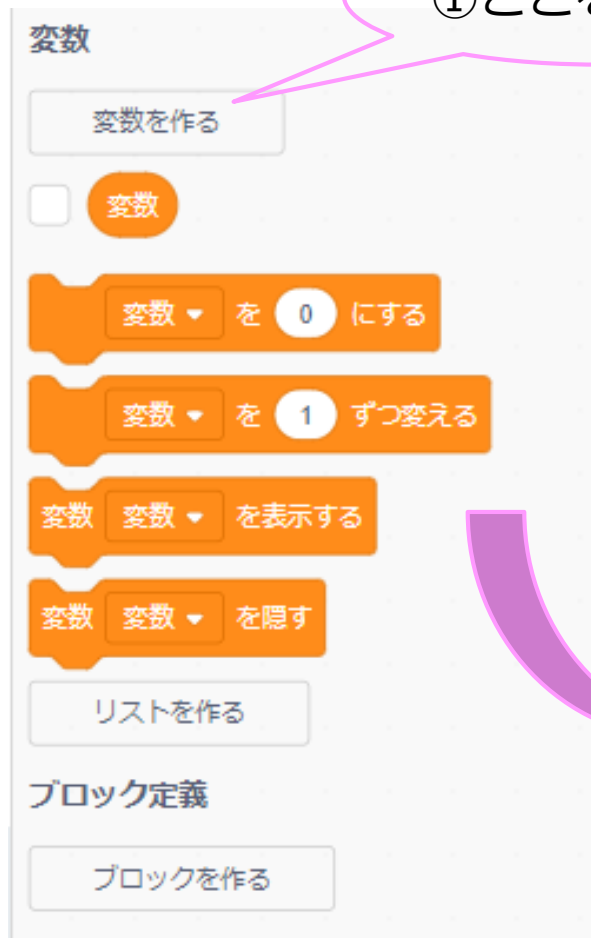 ①ここを
変数
変数を作る
変数
変数 を 0 にする
変数 を 1 ずつ変える
変数 変数 を表示する
変数 変数 を隠す
リストを作る
ブロック定義
ブロックを作る